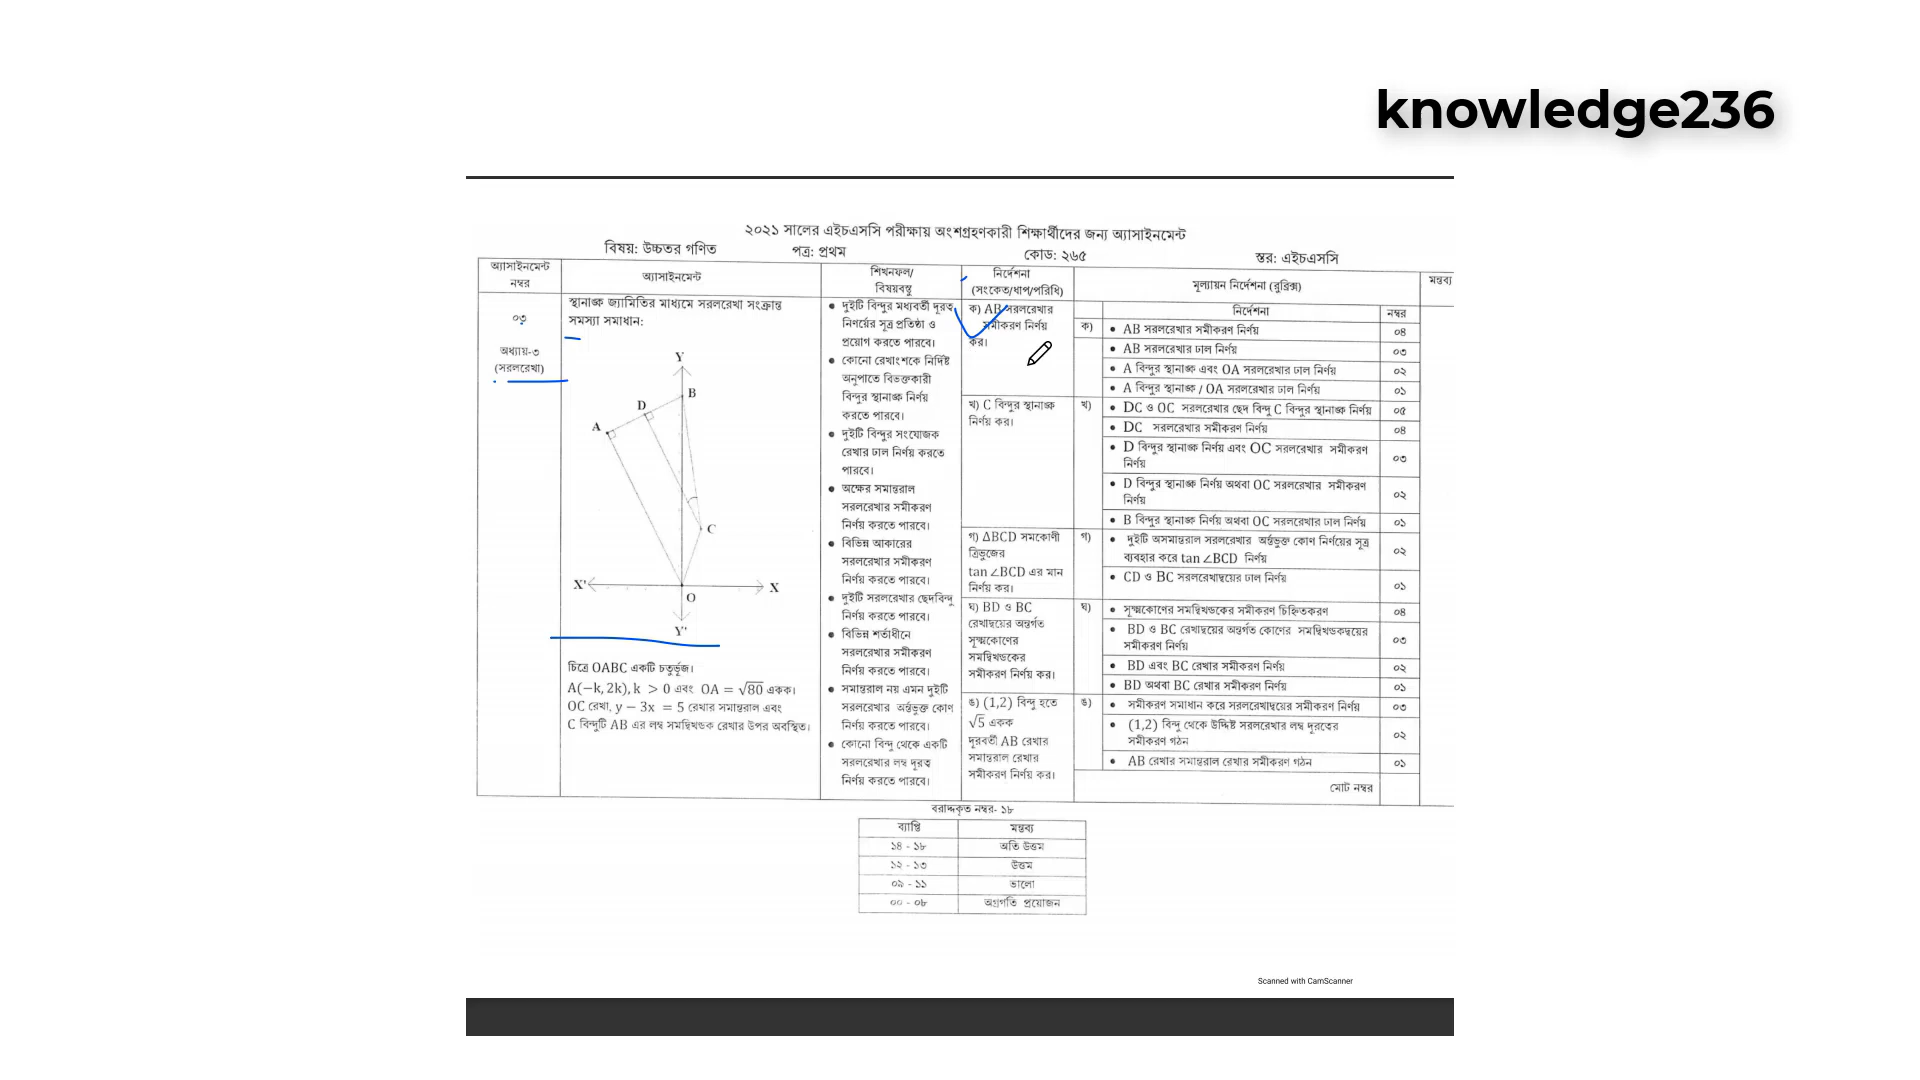 knowledge236
২০২১ সালের এইচএসসি পরীক্ষায় অংশগ্রহণকারী শিক্ষার্থীদের জন্য অ্যাসাইনমেন্ট
বিষয়: উচ্চতর গণিত পত্র: প্রথম কোড: ২৬৫ স্তর: এইচএসসি
অ্যাসাইনমেন্ট
নম্বর
অ্যাসাইনমেন্ট
শিখনফল/
বিষয়বস্তু
নির্দেশনা
(সংকেত/ধাপ/পরিধি)
মূল্যায়ন নির্দেশনা (রুব্রিক্স)
মন্তব্য
০৩
অধ্যায়-৩
(সরলরেখা)
স্থানাঙ্ক জ্যামিতির মাধ্যমে সরলরেখা সংক্রান্ত
সমস্যা সমাধান:
Y
B
D
A
C
X'
X
O
Y'
চিত্রে OABC একটি চতুর্ভুজ।
A(−k, 2k), k > 0 এবং OA = √80 একক।
OC রেখা, y − 3x = 5 রেখার সমান্তরাল এবং
C বিন্দুটি AB এর লম্ব সমদ্বিখন্ডক রেখার উপর অবস্থিত।
● দুইটি বিন্দুর মধ্যবর্তী দূরত্ব
নির্ণয়ের সূত্র প্রতিষ্ঠা ও
প্রয়োগ করতে পারবে।
● কোনো রেখাংশকে নির্দিষ্ট
অনুপাতে বিভক্তকারী
বিন্দুর স্থানাঙ্ক নির্ণয়
করতে পারবে।
● দুইটি বিন্দুর সংযোজক
রেখার ঢাল নির্ণয় করতে
পারবে।
● অক্ষের সমান্তরাল
সরলরেখার সমীকরণ
নির্ণয় করতে পারবে।
● বিভিন্ন আকারের
সরলরেখার সমীকরণ
নির্ণয় করতে পারবে।
● দুইটি সরলরেখার ছেদবিন্দু
নির্ণয় করতে পারবে।
● বিভিন্ন শর্তাধীনে
সরলরেখার সমীকরণ
নির্ণয় করতে পারবে।
● সমান্তরাল নয় এমন দুইটি
সরলরেখার অর্ন্তভুক্ত কোণ
নির্ণয় করতে পারবে।
● কোনো বিন্দু থেকে একটি
সরলরেখার লম্ব দূরত্ব
নির্ণয় করতে পারবে।
ক) AB সরলরেখার
সমীকরণ নির্ণয়
কর।
খ) C বিন্দুর স্থানাঙ্ক
নির্ণয় কর।
গ) ΔBCD সমকোণী
ত্রিভুজের
tan ∠BCD এর মান
নির্ণয় কর।
ঘ) BD ও BC
রেখাদ্বয়ের অন্তর্গত
সূক্ষ্মকোণের
সমদ্বিখন্ডকের
সমীকরণ নির্ণয় কর।
ঙ) (1,2) বিন্দু হতে
√5 একক
দূরবর্তী AB রেখার
সমান্তরাল রেখার
সমীকরণ নির্ণয় কর।
নির্দেশনা নম্বর
ক) ● AB সরলরেখার সমীকরণ নির্ণয় ০৪
● AB সরলরেখার ঢাল নির্ণয় ০৩
● A বিন্দুর স্থানাঙ্ক এবং OA সরলরেখার ঢাল নির্ণয় ০২
● A বিন্দুর স্থানাঙ্ক / OA সরলরেখার ঢাল নির্ণয় ০১
খ) ● DC ও OC সরলরেখার ছেদ বিন্দু C বিন্দুর স্থানাঙ্ক নির্ণয় ০৫
● DC সরলরেখার সমীকরণ নির্ণয় ০৪
● D বিন্দুর স্থানাঙ্ক নির্ণয় এবং OC সরলরেখার সমীকরণ
নির্ণয় ০৩
● D বিন্দুর স্থানাঙ্ক নির্ণয় অথবা OC সরলরেখার সমীকরণ
নির্ণয় ০২
● B বিন্দুর স্থানাঙ্ক নির্ণয় অথবা OC সরলরেখার ঢাল নির্ণয় ০১
গ) ● দুইটি অসমান্তরাল সরলরেখার অর্ন্তভুক্ত কোণ নির্ণয়ের সূত্র
ব্যবহার করে tan ∠BCD নির্ণয় ০২
● CD ও BC সরলরেখাদ্বয়ের ঢাল নির্ণয় ০১
ঘ) ● সূক্ষ্মকোণের সমদ্বিখন্ডকের সমীকরণ চিহ্নিতকরণ ০৪
● BD ও BC রেখাদ্বয়ের অন্তর্গত কোণের সমদ্বিখন্ডকদ্বয়ের
সমীকরণ নির্ণয় ০৩
● BD এবং BC রেখার সমীকরণ নির্ণয় ০২
● BD অথবা BC রেখার সমীকরণ নির্ণয় ০১
ঙ) ● সমীকরণ সমাধান করে সরলরেখাদ্বয়ের সমীকরণ নির্ণয় ০৩
● (1,2) বিন্দু থেকে উদ্দিষ্ট সরলরেখার লম্ব দূরত্বের
সমীকরণ গঠন ০২
● AB রেখার সমান্তরাল রেখার সমীকরণ গঠন ০১
মোট নম্বর
বরাদ্দকৃত নম্বর- ১৮
ব্যাপ্তি মন্তব্য
১৪ - ১৮ অতি উত্তম
১২ - ১৩ উত্তম
০৯ - ১১ ভালো
০০ - ০৮ অগ্রগতি প্রয়োজন
Scanned with CamScanner